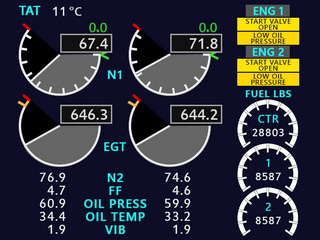 TAT 11 °C
ENG 1
START VALVE
OPEN
LOW OIL
PRESSURE
ENG 2
START VALVE
OPEN
LOW OIL
PRESSURE
0.0 0.0
67.4 71.8
N1
646.3 644.2
EGT
FUEL LBS
CTR
28803
1
8587
2
8587
76.9 N2 74.6
4.7 FF 4.6
60.9 OIL PRESS 59.9
34.4 OIL TEMP 33.2
1.9 VIB 1.9